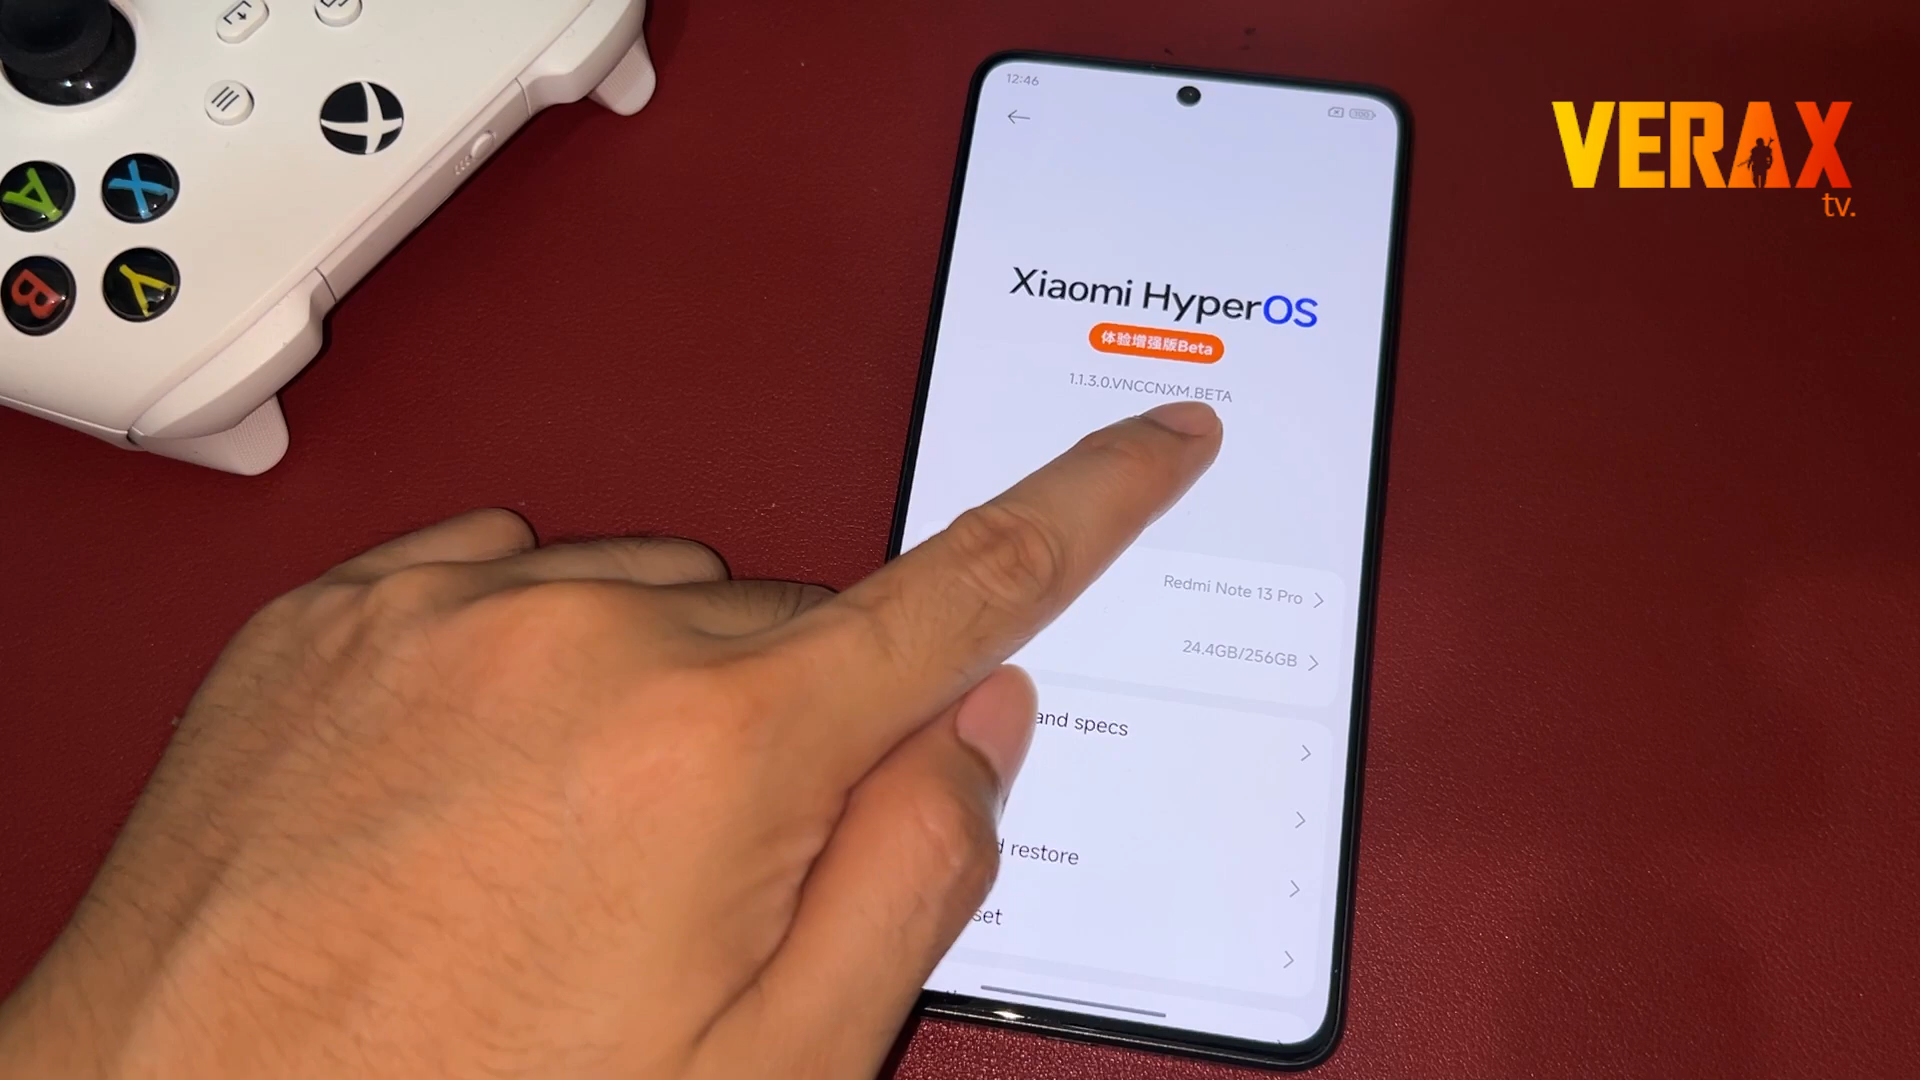 12:46
100
VERAX
tv.
Xiaomi HyperOS
体验增强版Beta
1.1.3.0.VNCCNXM.BETA
Redmi Note 13 Pro
24.4GB/256GB
and specs
d restore
set
X
A
Y
B